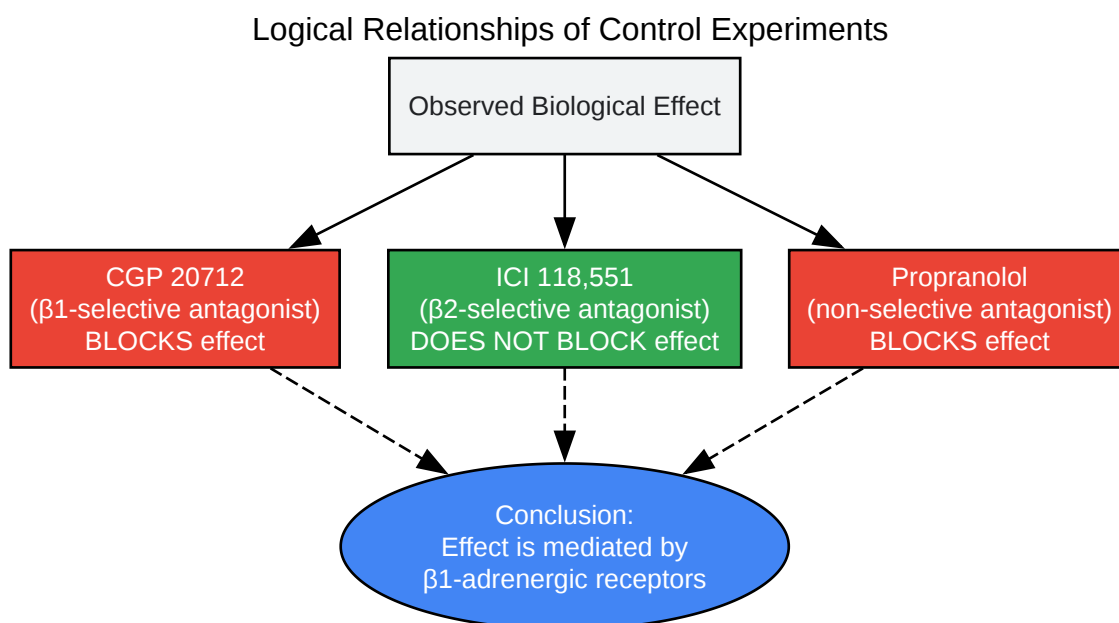 Logical Relationships of Control Experiments
Observed Biological Effect
CGP 20712
(β1-selective antagonist)
BLOCKS effect
ICI 118,551
(β2-selective antagonist)
DOES NOT BLOCK effect
Propranolol
(non-selective antagonist)
BLOCKS effect
Conclusion:
Effect is mediated by
β1-adrenergic receptors